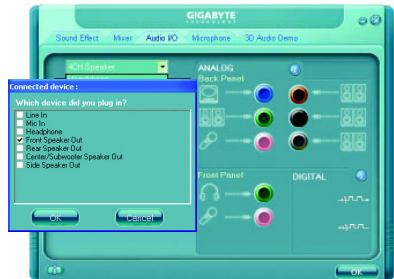 GIGABYTE
TECHNOLOGY
Sound Effect Mixer Audio I/O Microphone 3D Audio Demo
4CH Speaker
Headphone
ANALOG
Back Panel
Connected device :
Which device did you plug in?
Line In
Mic In
Headphone
Front Speaker Out
Rear Speaker Out
Center/Subwoofer Speaker Out
Side Speaker Out
OK Cancel
Front Panel
DIGITAL
OK